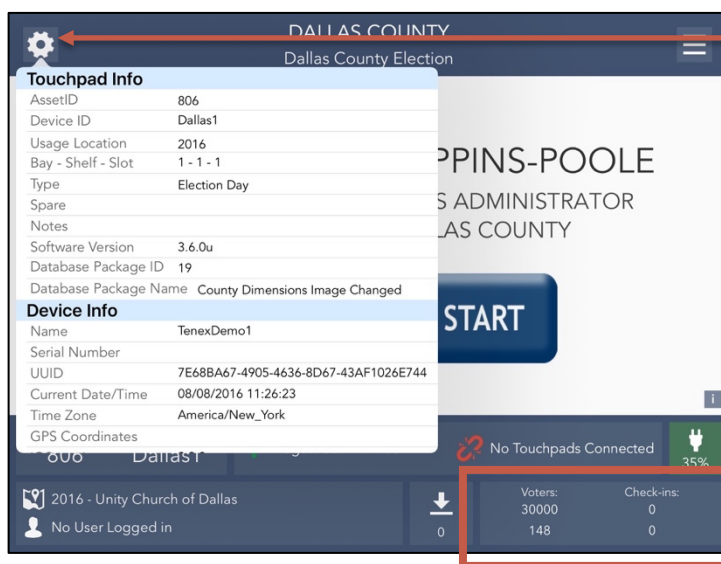 DALLAS COUNTY
Dallas County Election
Touchpad Info
AssetID 806
Device ID Dallas1
Usage Location 2016
Bay - Shelf - Slot 1 - 1 - 1
Type Election Day
Spare
Notes
Software Version 3.6.0u
Database Package ID 19
Database Package Name County Dimensions Image Changed
Device Info
Name TenexDemo1
Serial Number
UUID 7E68BA67-4905-4636-8D67-43AF1026E744
Current Date/Time 08/08/2016 11:26:23
Time Zone America/New_York
GPS Coordinates
PPINS-POOLE
S ADMINISTRATOR
LAS COUNTY
START
i
806 Dallas1
No Touchpads Connected
35%
2016 - Unity Church of Dallas
No User Logged in
0
Voters: Check-ins:
30000 0
148 0